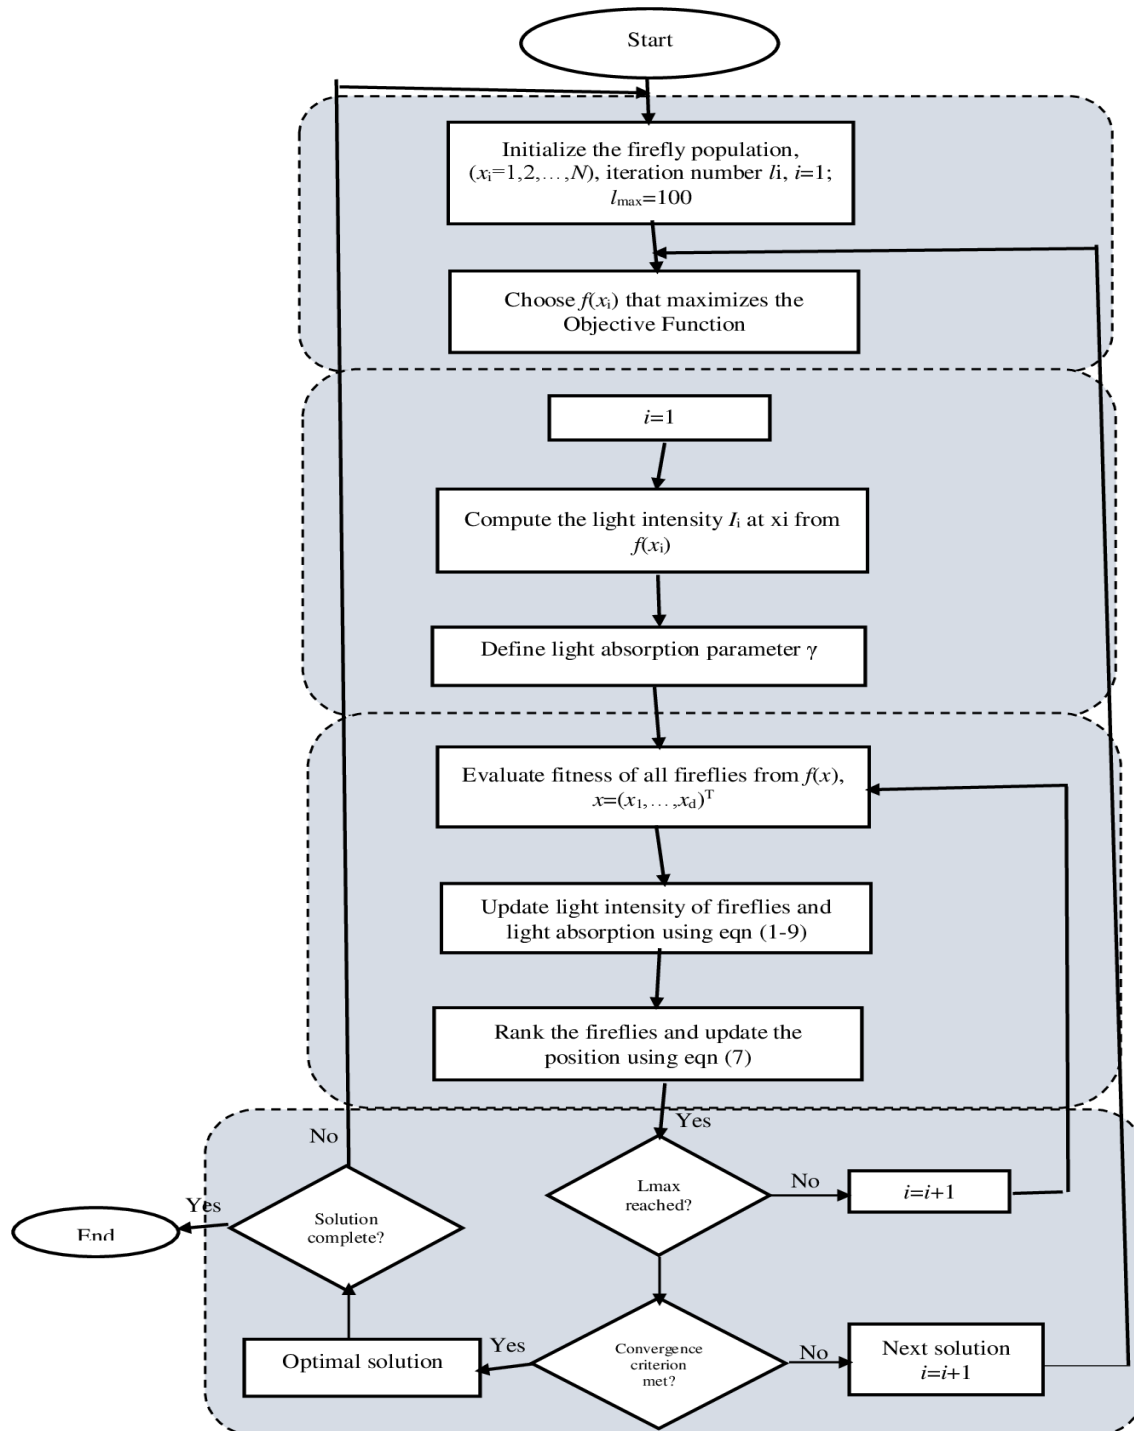 Start
Initialize the firefly population,
(xᵢ=1,2,…,N), iteration number li, i=1;
lmax=100
Choose f(xᵢ) that maximizes the
Objective Function
i=1
Compute the light intensity Iᵢ at xi from
f(xᵢ)
Define light absorption parameter γ
Evaluate fitness of all fireflies from f(x),
x=(x₁,…,xd)ᵀ
Update light intensity of fireflies and
light absorption using eqn (1-9)
Rank the fireflies and update the
position using eqn (7)
Yes
No
Lmax
reached?
No
i=i+1
Yes
Solution
complete?
End
Convergence
criterion
met?
Yes
Optimal solution
No
Next solution
i=i+1